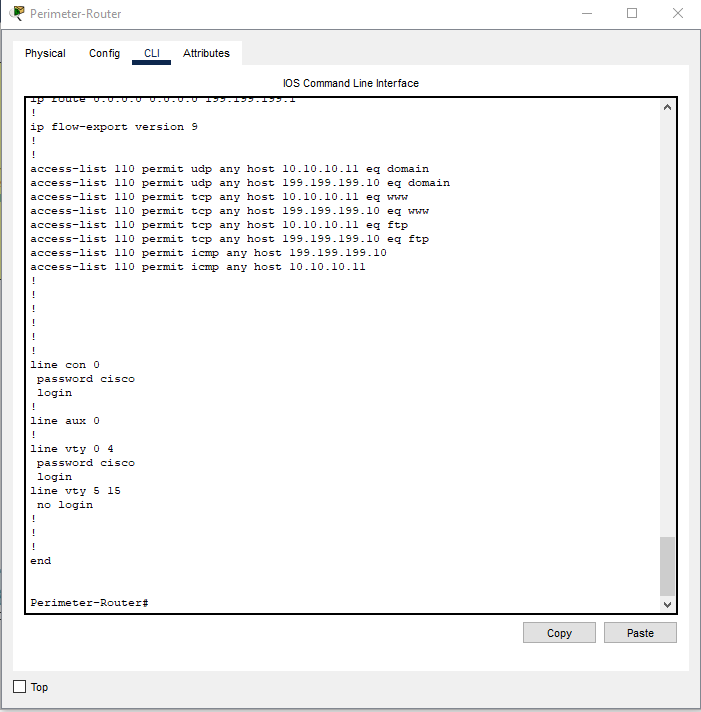 Perimeter-Router
Physical Config CLI Attributes
IOS Command Line Interface
ip route 0.0.0.0 0.0.0.0 199.199.199.1
!
ip flow-export version 9
!
!
access-list 110 permit udp any host 10.10.10.11 eq domain
access-list 110 permit udp any host 199.199.199.10 eq domain
access-list 110 permit tcp any host 10.10.10.11 eq www
access-list 110 permit tcp any host 199.199.199.10 eq www
access-list 110 permit tcp any host 10.10.10.11 eq ftp
access-list 110 permit tcp any host 199.199.199.10 eq ftp
access-list 110 permit icmp any host 199.199.199.10
access-list 110 permit icmp any host 10.10.10.11
!
!
!
!
!
!
line con 0
password cisco
login
!
line aux 0
!
line vty 0 4
password cisco
login
line vty 5 15
no login
!
!
!
end
Perimeter-Router#
Copy Paste
Top